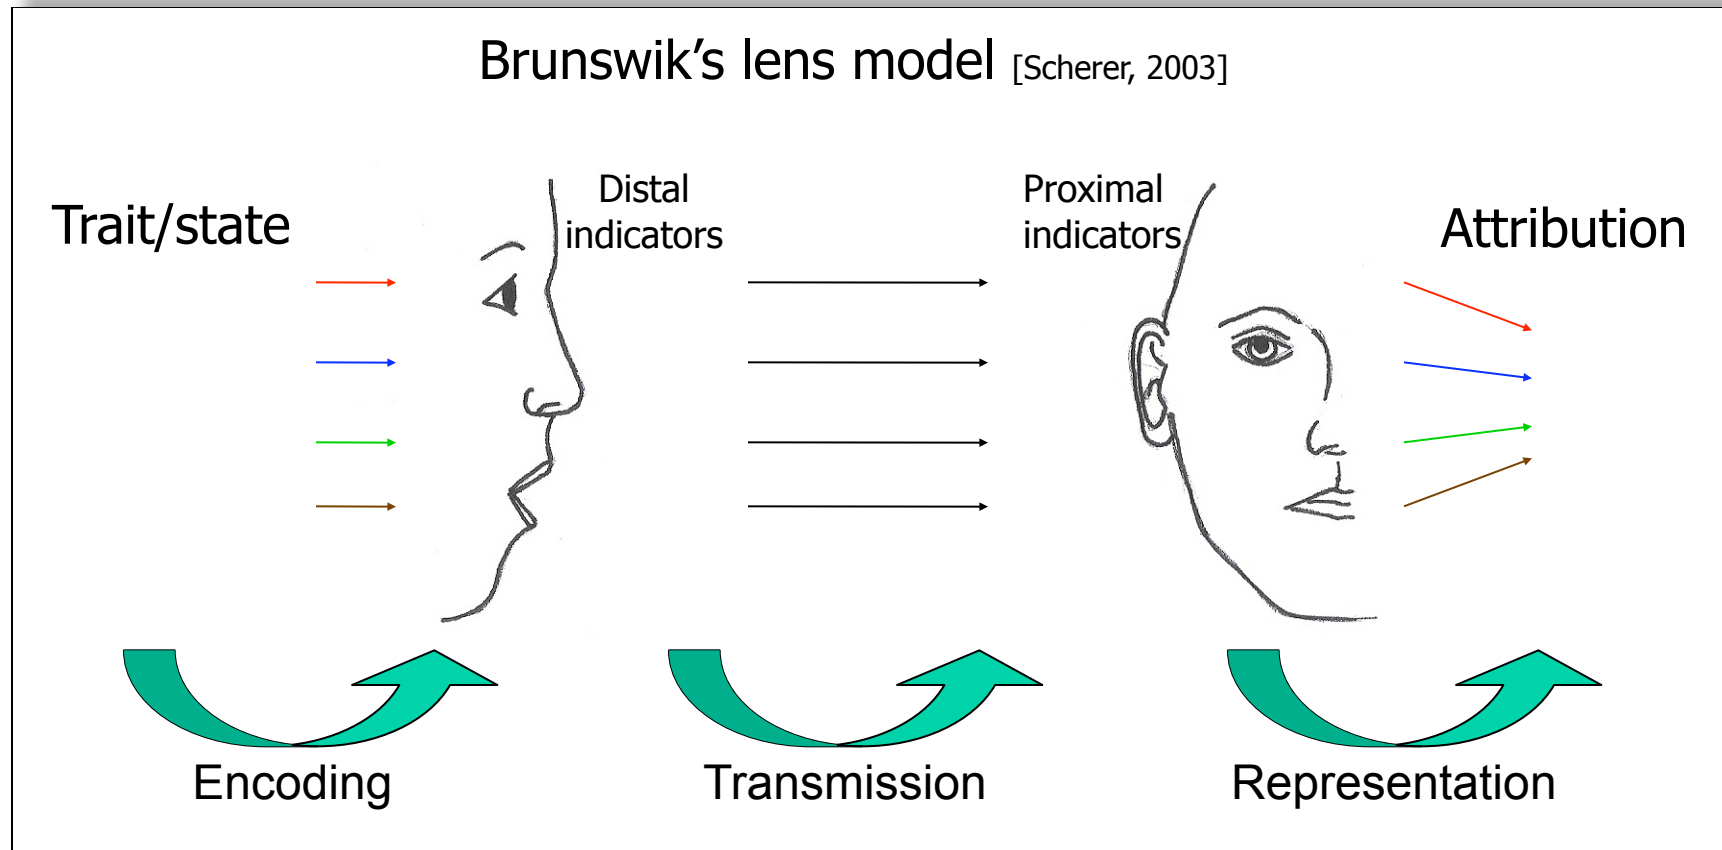 Brunswik’s lens model [Scherer, 2003]
Trait/state
Distal
indicators
Proximal
indicators
Attribution
Encoding
Transmission
Representation